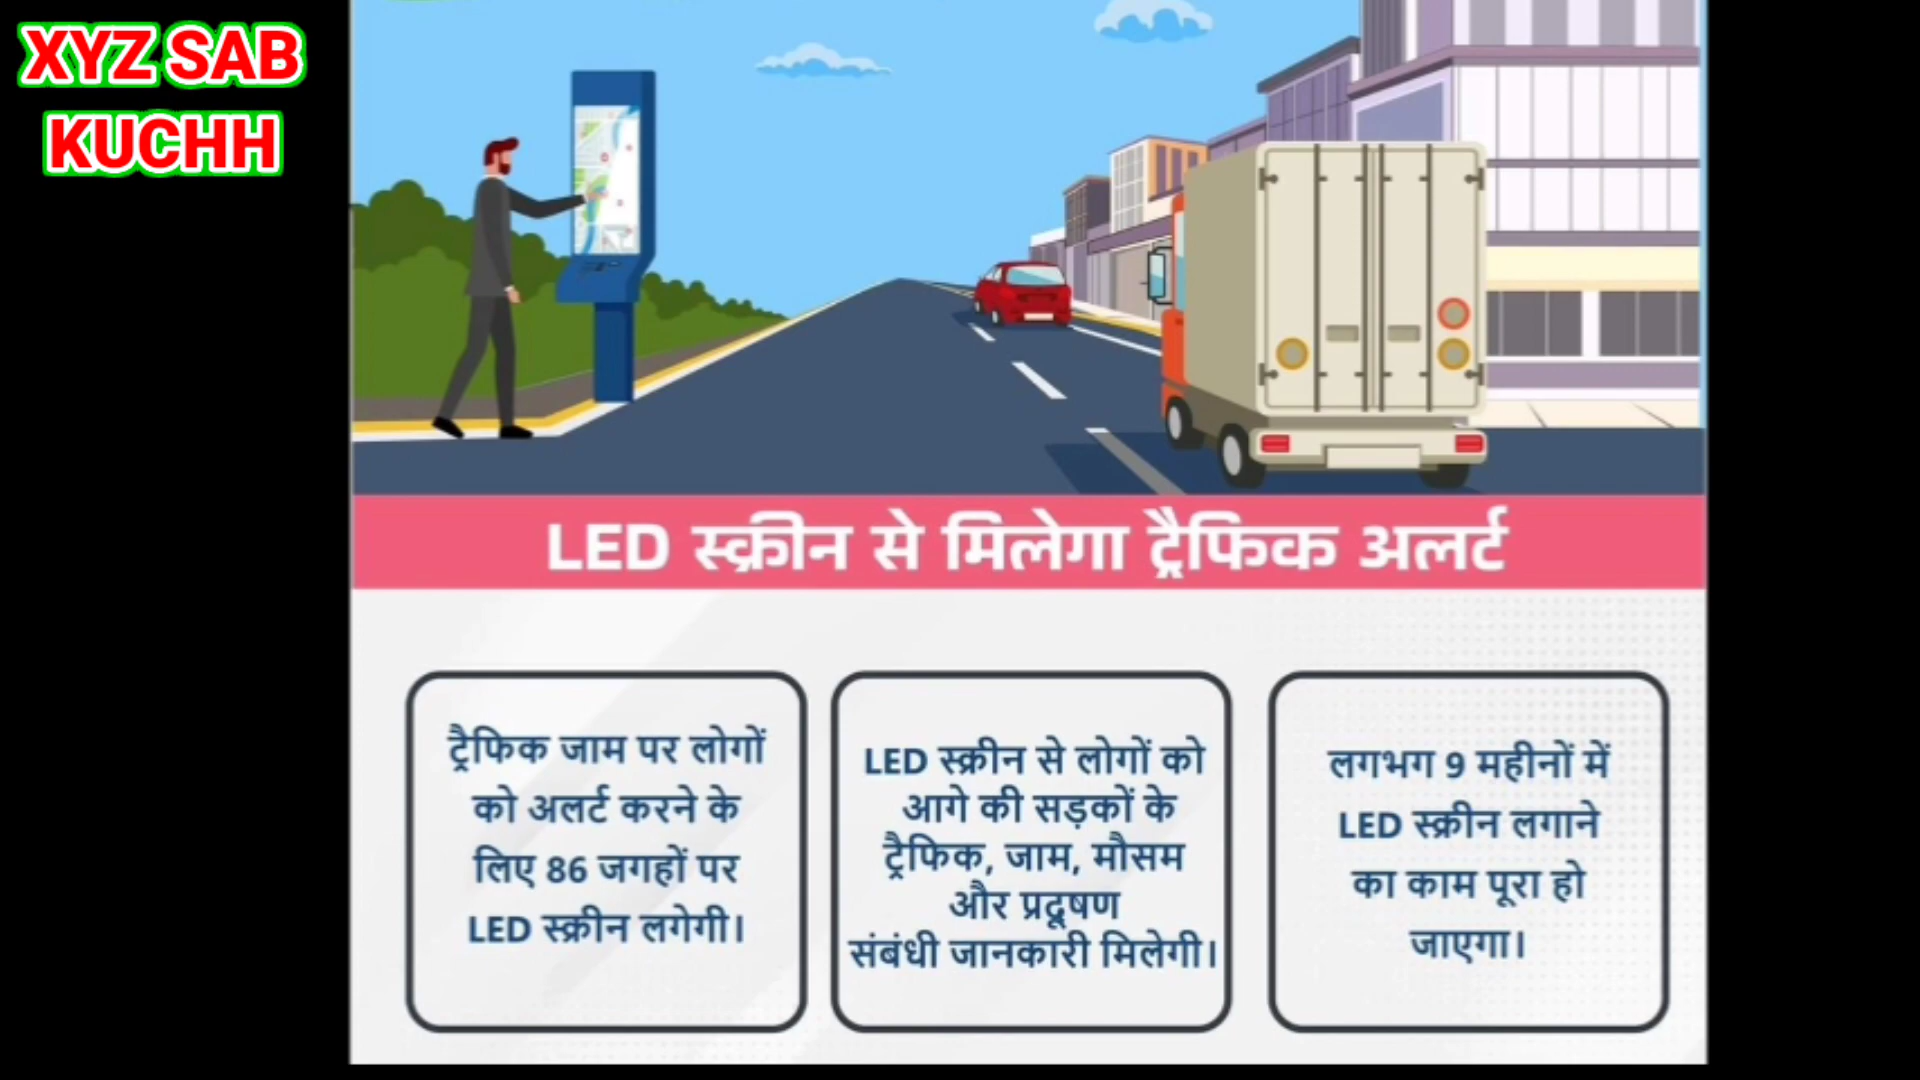 XYZ SAB
KUCHH
LED स्क्रीन से मिलेगा ट्रैफिक अलर्ट
ट्रैफिक जाम पर लोगों
को अलर्ट करने के
लिए 86 जगहों पर
LED स्क्रीन लगेगी।
LED स्क्रीन से लोगों को
आगे की सड़कों के
ट्रैफिक, जाम, मौसम
और प्रदूषण
संबंधी जानकारी मिलेगी।
लगभग 9 महीनों में
LED स्क्रीन लगाने
का काम पूरा हो
जाएगा।